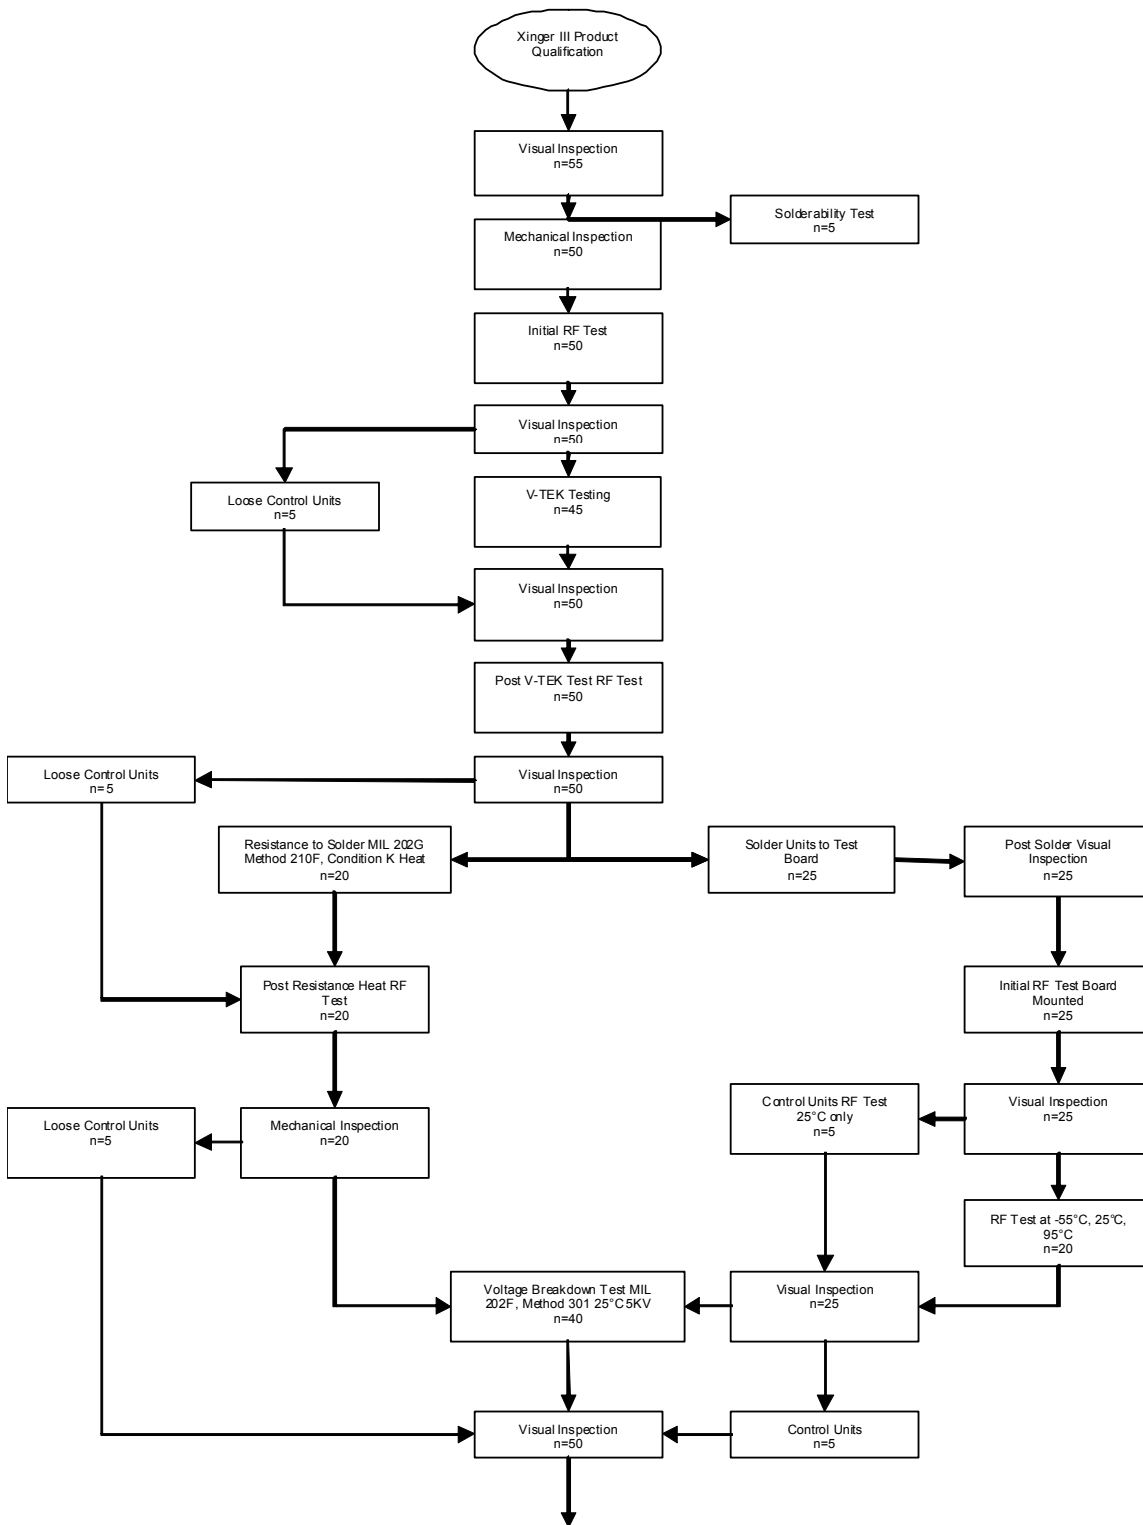 Xinger III Product
Qualification
Visual Inspection
n=55
Solderability Test
n=5
Mechanical Inspection
n=50
Initial RF Test
n=50
Visual Inspection
n=50
Loose Control Units
n=5
V-TEK Testing
n=45
Visual Inspection
n=50
Post V-TEK Test RF Test
n=50
Loose Control Units
n=5
Visual Inspection
n=50
Resistance to Solder MIL 202G
Method 210F, Condition K Heat
n=20
Solder Units to Test
Board
n=25
Post Solder Visual
Inspection
n=25
Post Resistance Heat RF
Test
n=20
Initial RF Test Board
Mounted
n=25
Loose Control Units
n=5
Mechanical Inspection
n=20
Control Units RF Test
25°C only
n=5
Visual Inspection
n=25
RF Test at -55°C, 25°C,
95°C
n=20
Voltage Breakdown Test MIL
202F, Method 301 25°C 5KV
n=40
Visual Inspection
n=25
Visual Inspection
n=50
Control Units
n=5